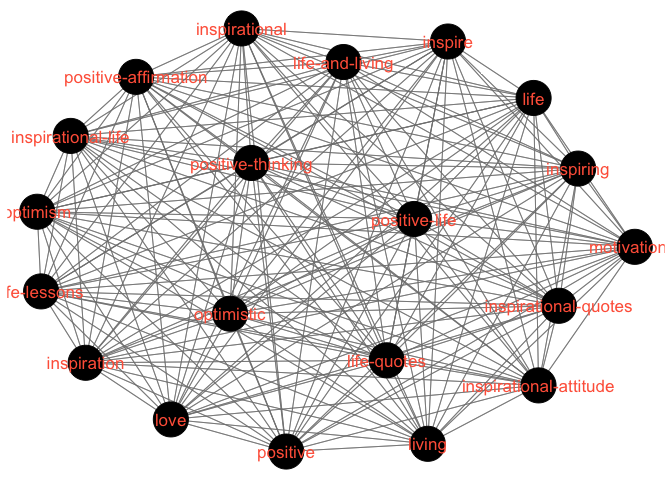 inspirational
inspire
life-and-living
positive-affirmation
life
inspirational-life
positive-thinking
inspiring
optimism
positive-life
motivation
fe-lessons
inspirational-quotes
optimistic
inspiration
life-quotes
inspirational-attitude
love
living
positive